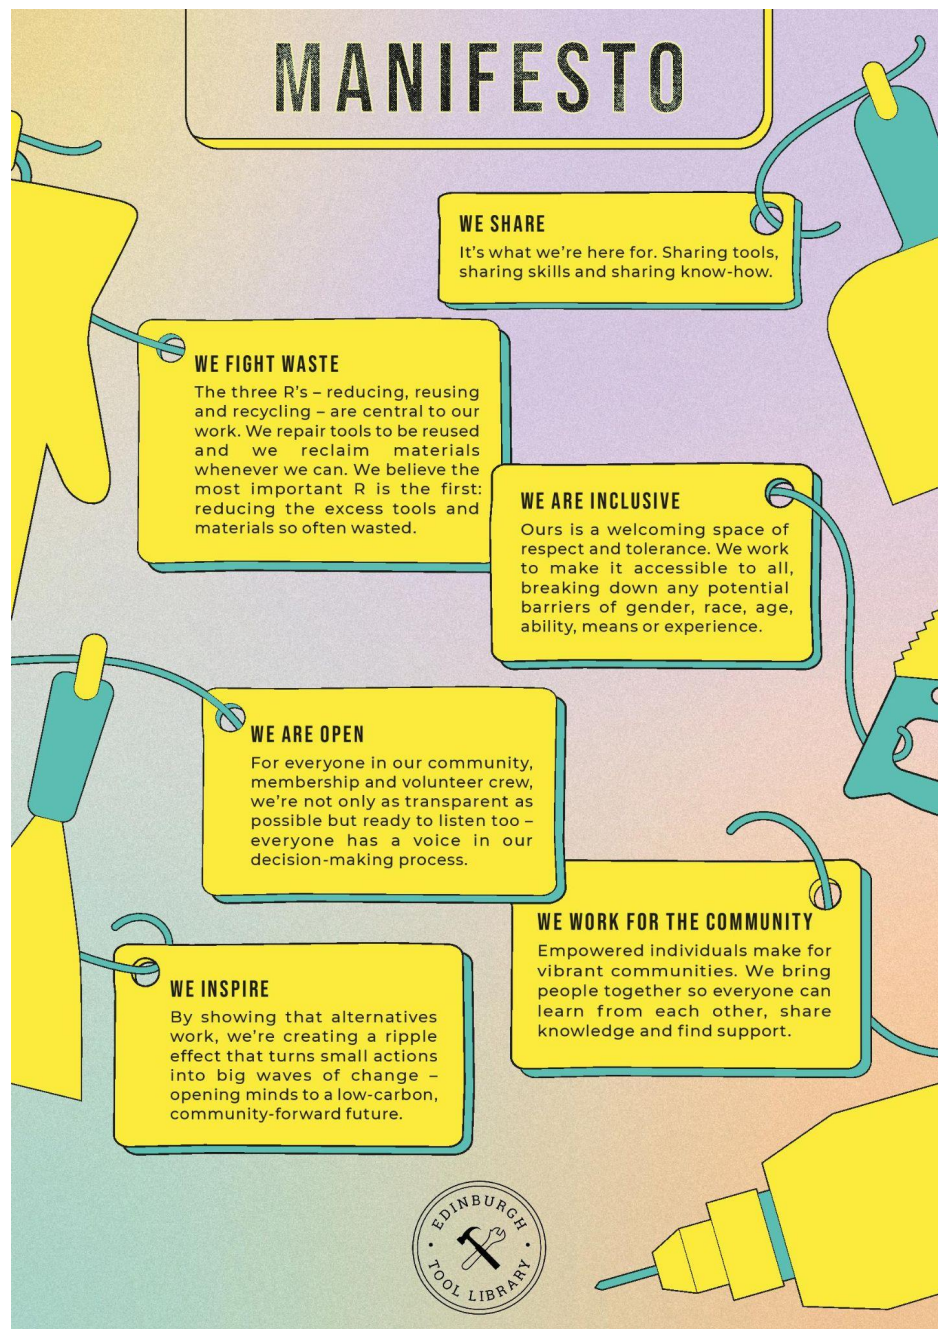 MANIFESTO
WE SHARE
It's what we're here for. Sharing tools,
sharing skills and sharing know-how.
WE FIGHT WASTE
The three R's – reducing, reusing
and recycling – are central to our
work. We repair tools to be reused
and we reclaim materials
whenever we can. We believe the
most important R is the first:
reducing the excess tools and
materials so often wasted.
WE ARE INCLUSIVE
Ours is a welcoming space of
respect and tolerance. We work
to make it accessible to all,
breaking down any potential
barriers of gender, race, age,
ability, means or experience.
WE ARE OPEN
For everyone in our community,
membership and volunteer crew,
we're not only as transparent as
possible but ready to listen too –
everyone has a voice in our
decision-making process.
WE WORK FOR THE COMMUNITY
Empowered individuals make for
vibrant communities. We bring
people together so everyone can
learn from each other, share
knowledge and find support.
WE INSPIRE
By showing that alternatives
work, we're creating a ripple
effect that turns small actions
into big waves of change –
opening minds to a low-carbon,
community-forward future.
EDINBURGH
TOOL LIBRARY